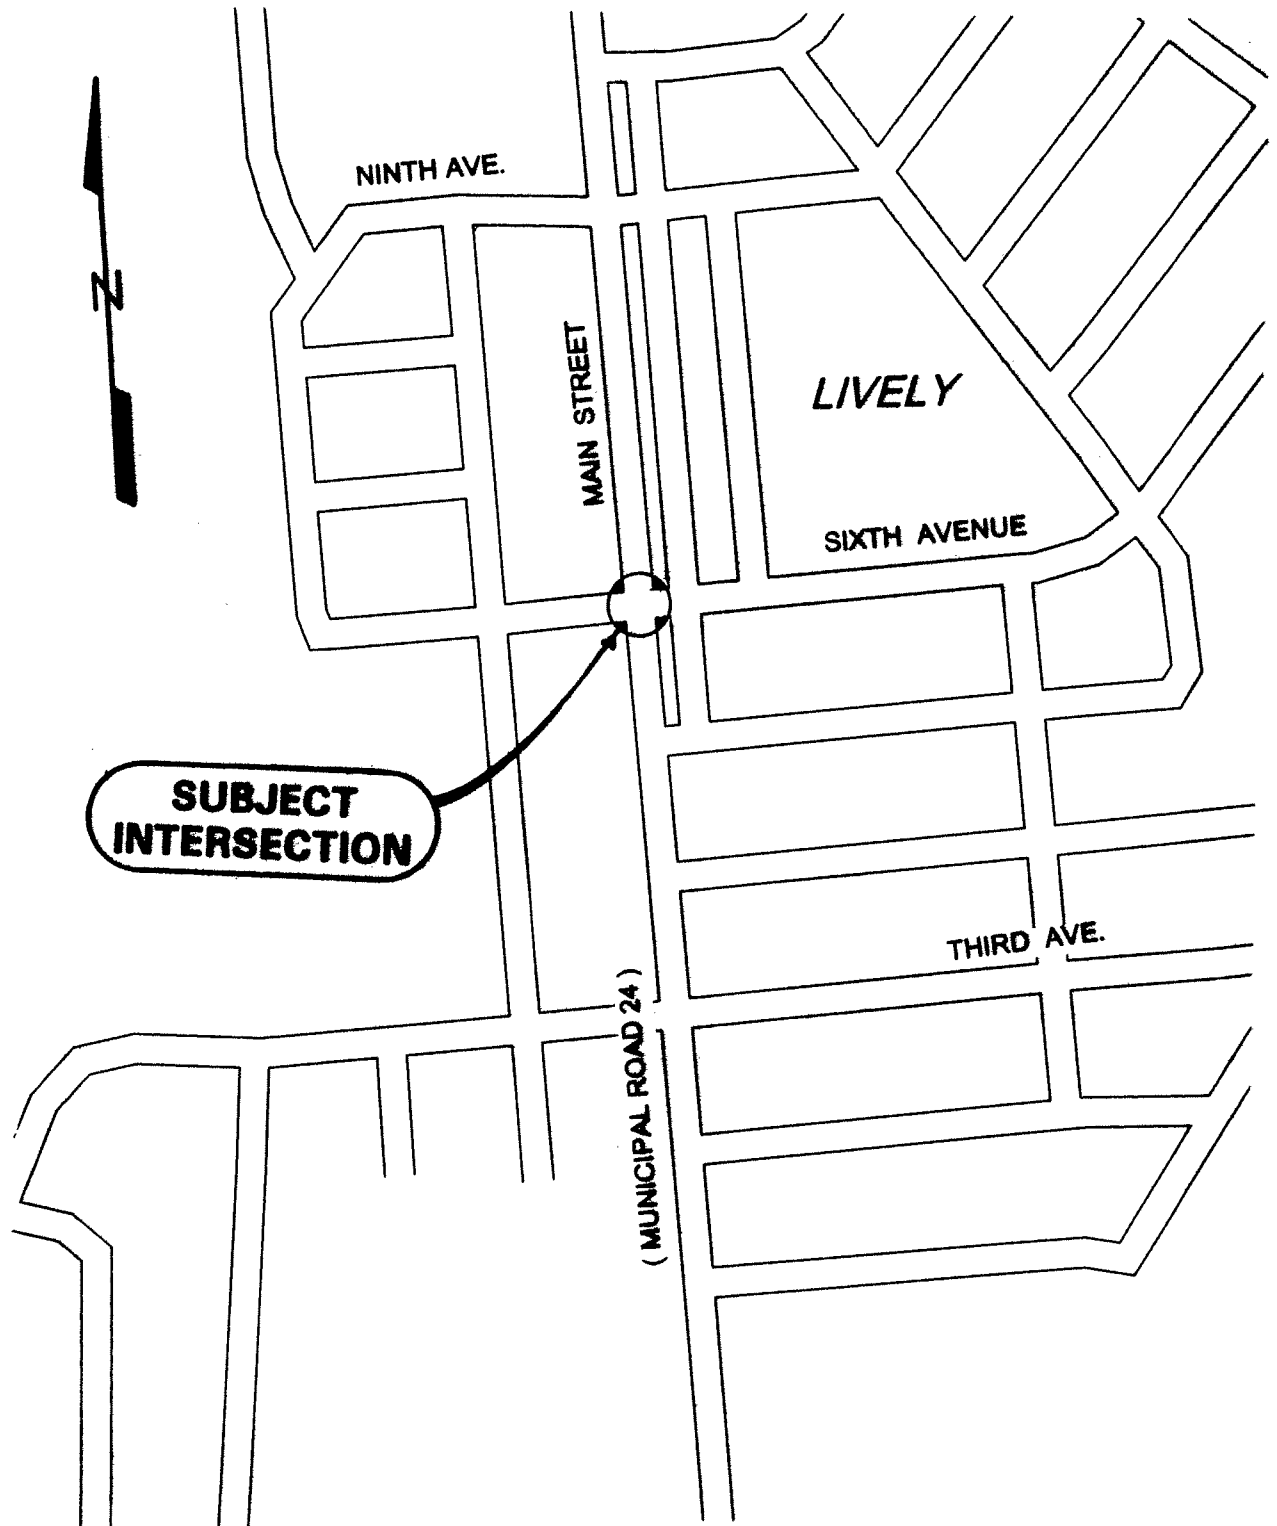 NINTH AVE.
N
MAIN STREET
LIVELY
SIXTH AVENUE
SUBJECT
INTERSECTION
THIRD AVE.
( MUNICIPAL ROAD 24 )